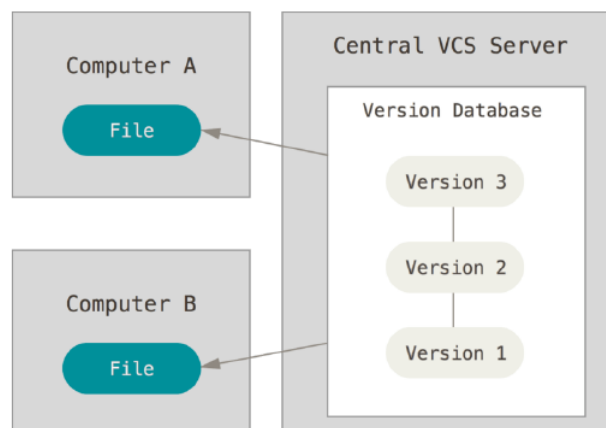 Computer A
File
Computer B
File
Central VCS Server
Version Database
Version 3
Version 2
Version 1